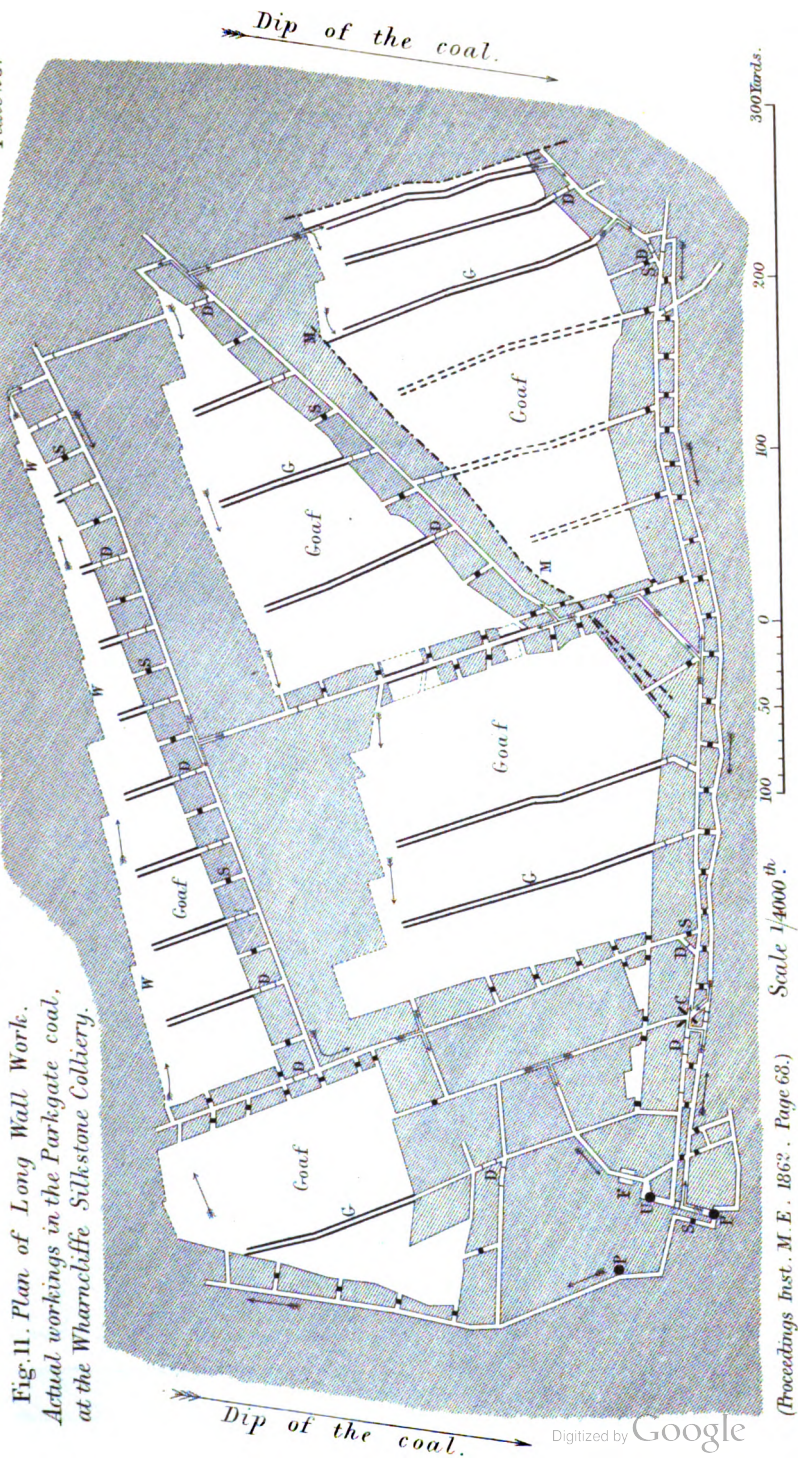 Fig. 11. Plan of Long Wall Work.
Actual workings in the Parkgate coal,
at the Wharncliffe Silkstone Colliery.
Dip of the coal.
Dip of the coal.
W
W
W
S
S
S
D
D
D
D
Goaf
Goaf
Goaf
Goaf
Goaf
G
G
G
G
M
M
D
D
S
D
S
D
D
S
D
C
D
F
U
S
P
P
100
50
0
100
200
300 Yards.
Scale 1/4000th
(Proceedings Inst. M. E. 1862. Page 68.)
Digitized by Google